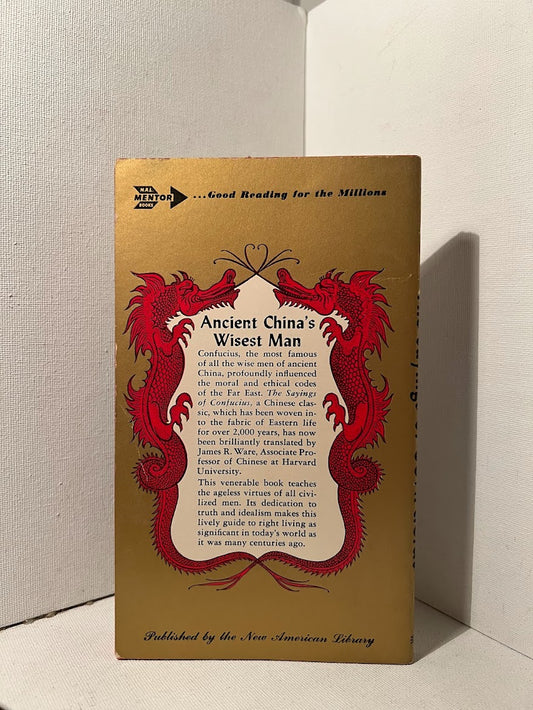 N.A.L.
MENTOR
BOOKS
...Good Reading for the Millions
Ancient China's
Wisest Man
Confucius, the most famous
of all the wise men of ancient
China, profoundly influenced
the moral and ethical codes
of the Far East. The Sayings
of Confucius, a Chinese clas-
sic, which has been woven in-
to the fabric of Eastern life
for over 2,000 years, has now
been brilliantly translated by
James R. Ware, Associate Pro-
fessor of Chinese at Harvard
University.
This venerable book teaches
the ageless virtues of all civi-
lized men. Its dedication to
truth and idealism makes this
lively guide to right living as
significant in today's world as
it was many centuries ago.
Published by the New American Library